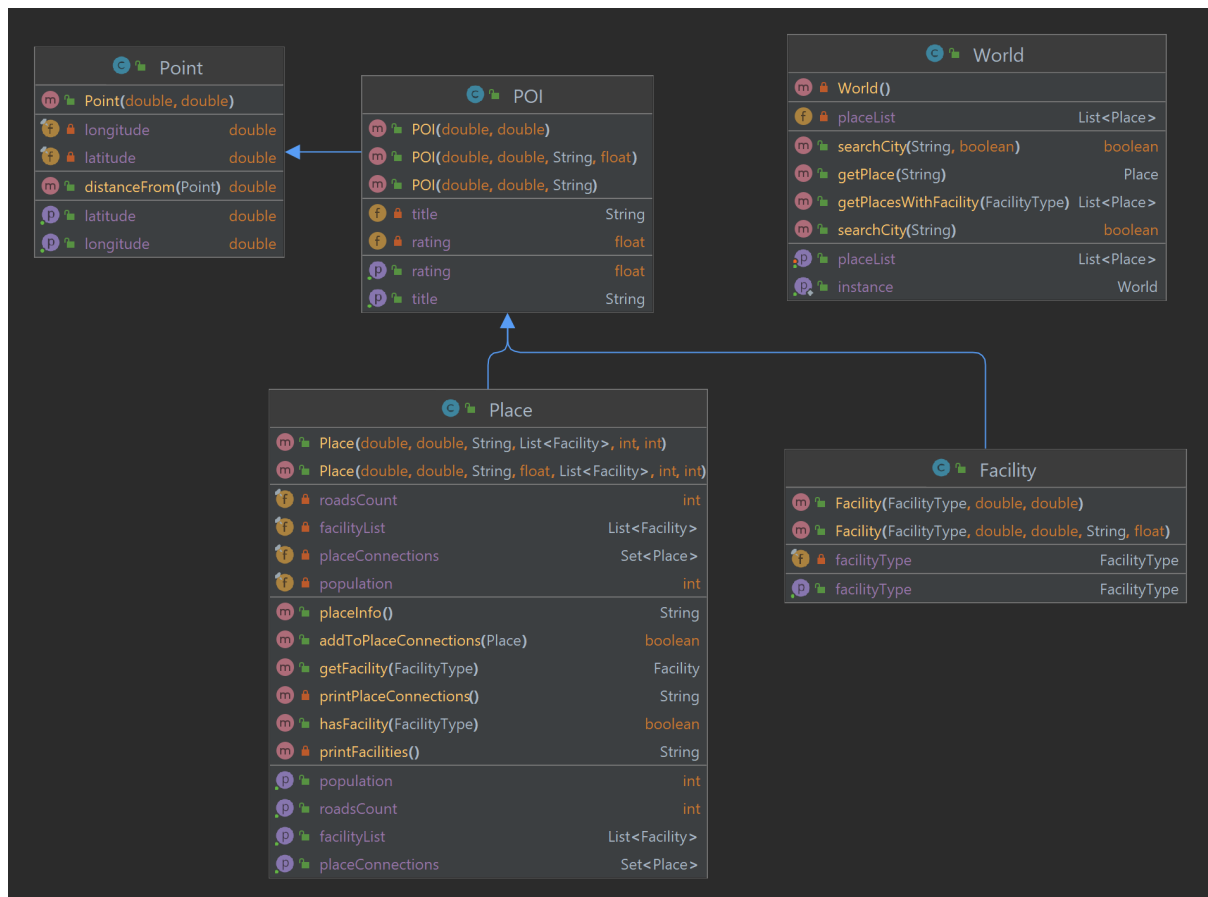 Point
Point(double, double)
longitude double
latitude double
distanceFrom(Point) double
latitude double
longitude double
POI
POI(double, double)
POI(double, double, String, float)
POI(double, double, String)
title String
rating float
rating float
title String
World
World()
placeList List<Place>
searchCity(String, boolean) boolean
getPlace(String) Place
getPlacesWithFacility(FacilityType) List<Place>
searchCity(String) boolean
placeList List<Place>
instance World
Place
Place(double, double, String, List<Facility>, int, int)
Place(double, double, String, float, List<Facility>, int, int)
roadsCount int
facilityList List<Facility>
placeConnections Set<Place>
population int
placeInfo() String
addToPlaceConnections(Place) boolean
getFacility(FacilityType) Facility
printPlaceConnections() String
hasFacility(FacilityType) boolean
printFacilities() String
population int
roadsCount int
facilityList List<Facility>
placeConnections Set<Place>
Facility
Facility(FacilityType, double, double)
Facility(FacilityType, double, double, String, float)
facilityType FacilityType
facilityType FacilityType